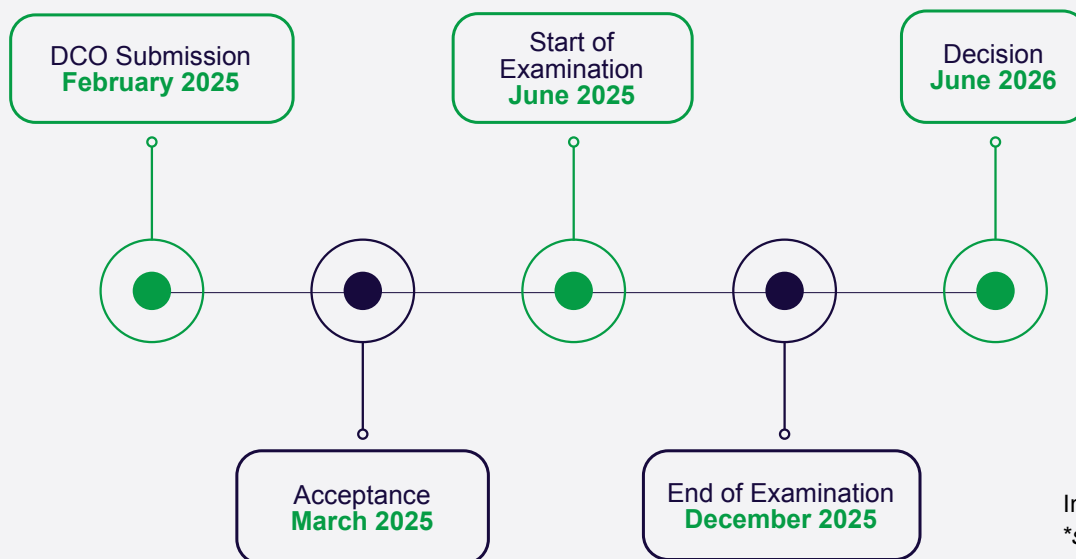 DCO Submission
February 2025
Start of
Examination
June 2025
Decision
June 2026
Acceptance
March 2025
End of Examination
December 2025